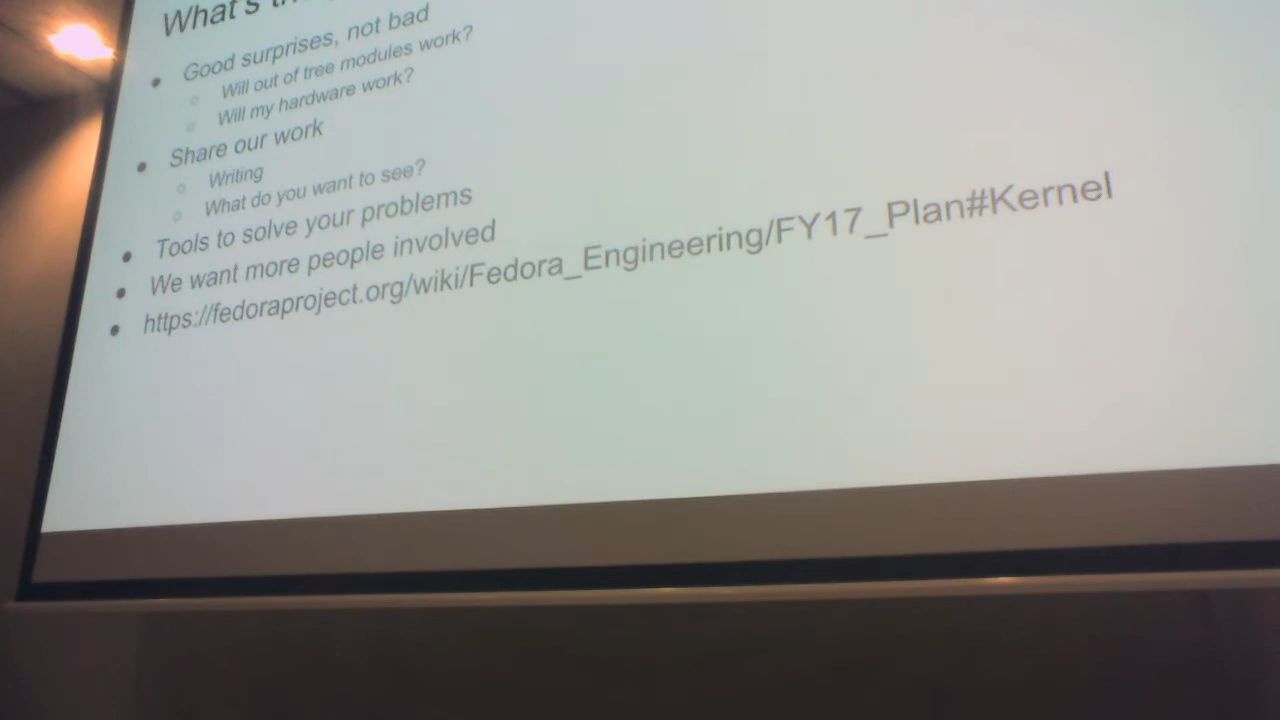 What's
Good surprises, not bad
Will out of tree modules work?
Will my hardware work?
Share our work
Writing
What do you want to see?
Tools to solve your problems
We want more people involved
https://fedoraproject.org/wiki/Fedora_Engineering/FY17_Plan#Kernel